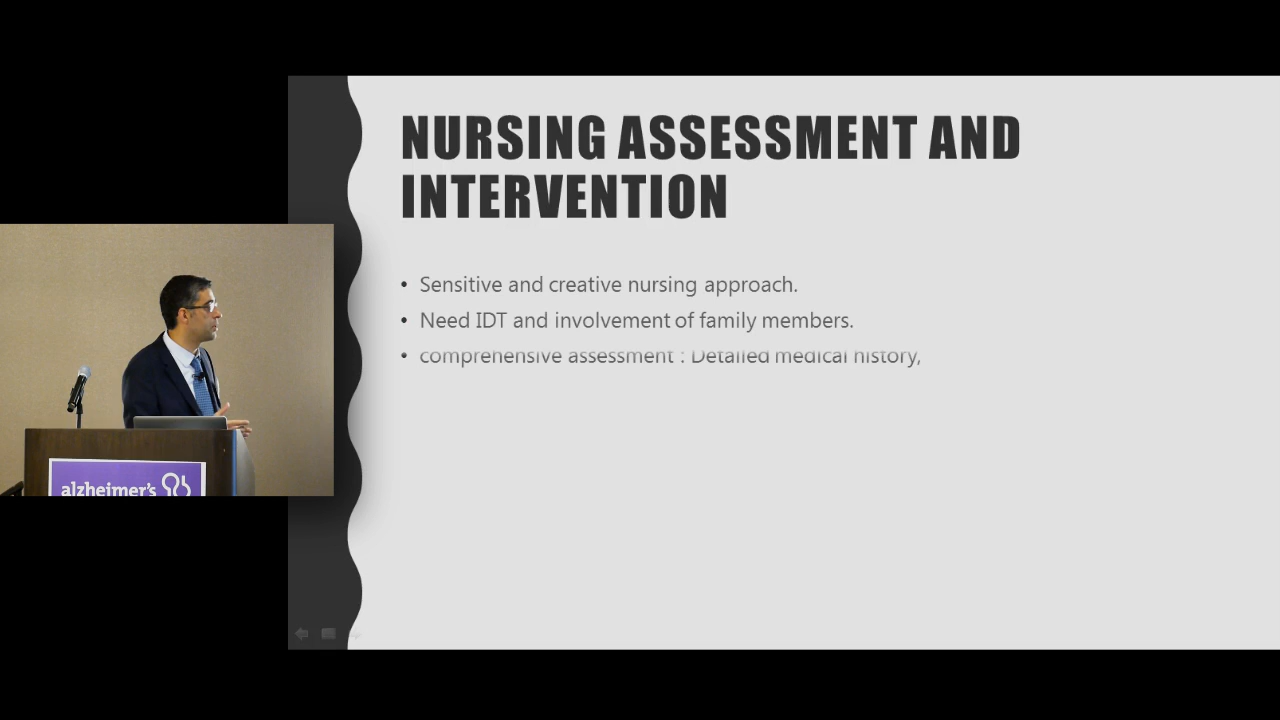 NURSING ASSESSMENT AND
INTERVENTION
• Sensitive and creative nursing approach.
• Need IDT and involvement of family members.
• comprehensive assessment : Detailed medical history,
alzheimer's